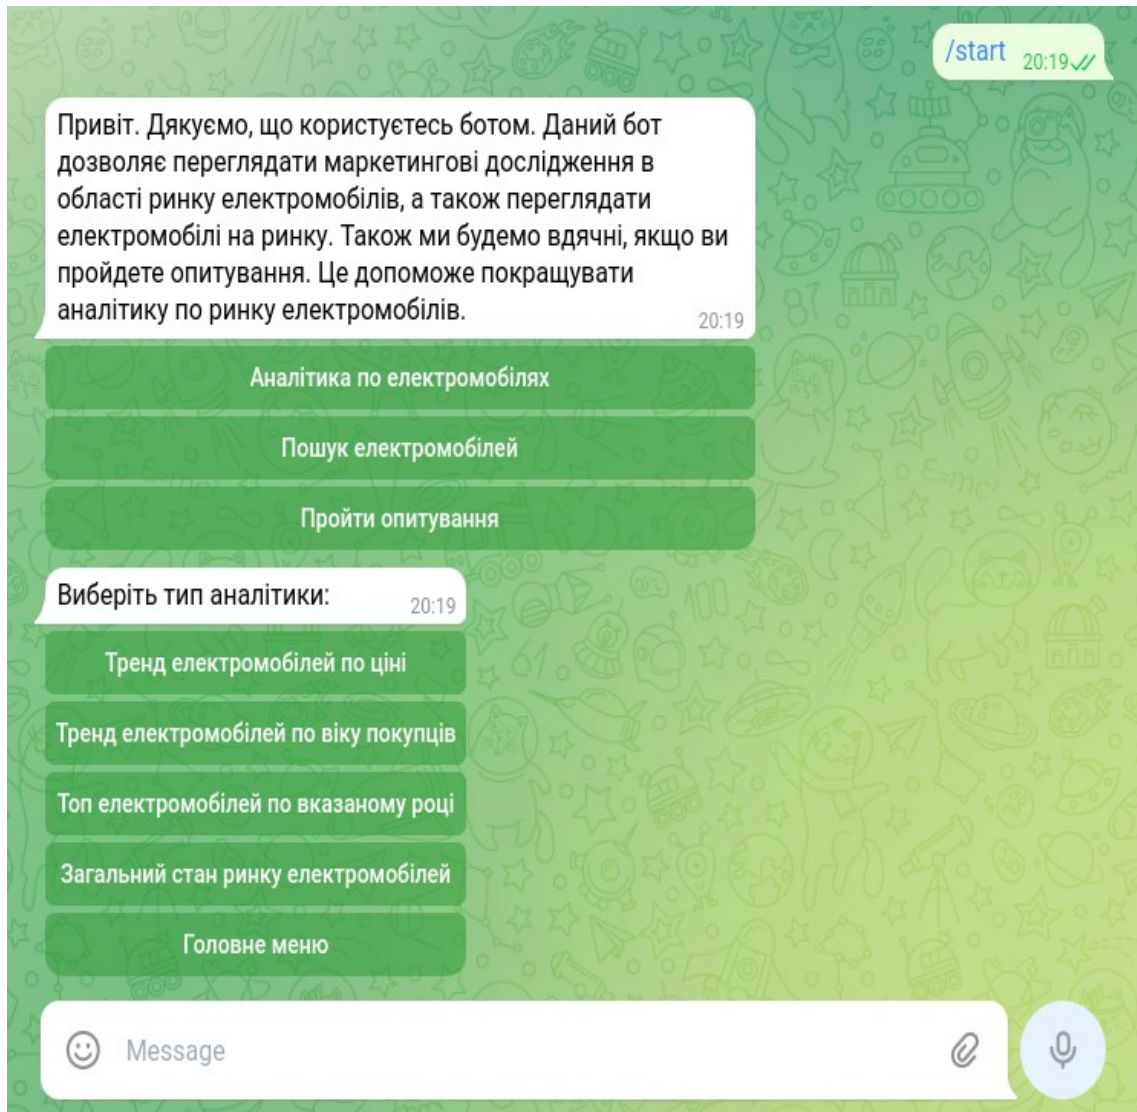 /start 20:19
Привіт. Дякуємо, що користуєтесь ботом. Даний бот
дозволяє переглядати маркетингові дослідження в
області ринку електромобілів, а також переглядати
електромобілі на ринку. Також ми будемо вдячні, якщо ви
пройдете опитування. Це допоможе покращувати
аналітику по ринку електромобілів.
20:19
Аналітика по електромобілях
Пошук електромобілей
Пройти опитування
Виберіть тип аналітики:
20:19
Тренд електромобілей по ціні
Тренд електромобілей по віку покупців
Топ електромобілей по вказаному році
Загальний стан ринку електромобілей
Головне меню
Message